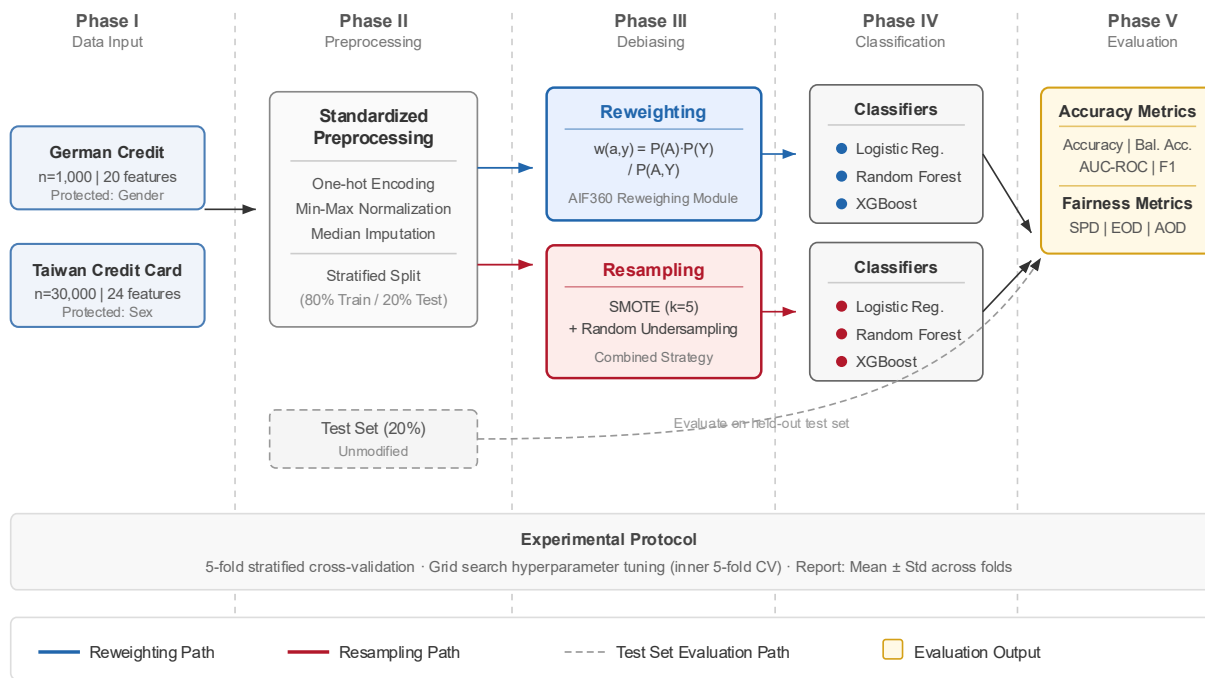 Phase I
Data Input
Phase II
Preprocessing
Phase III
Debiasing
Phase IV
Classification
Phase V
Evaluation
German Credit
n=1,000 | 20 features
Protected: Gender
Taiwan Credit Card
n=30,000 | 24 features
Protected: Sex
Standardized
Preprocessing
One-hot Encoding
Min-Max Normalization
Median Imputation
Stratified Split
(80% Train / 20% Test)
Test Set (20%)
Unmodified
Reweighting
w(a,y) = P(A)·P(Y)
/ P(A,Y)
AIF360 Reweighing Module
Resampling
SMOTE (k=5)
+ Random Undersampling
Combined Strategy
Classifiers
Logistic Reg.
Random Forest
XGBoost
Classifiers
Logistic Reg.
Random Forest
XGBoost
Accuracy Metrics
Accuracy | Bal. Acc.
AUC-ROC | F1
Fairness Metrics
SPD | EOD | AOD
Evaluate on held-out test set
Experimental Protocol
5-fold stratified cross-validation · Grid search hyperparameter tuning (inner 5-fold CV) · Report: Mean ± Std across folds
Reweighting Path
Resampling Path
Test Set Evaluation Path
Evaluation Output